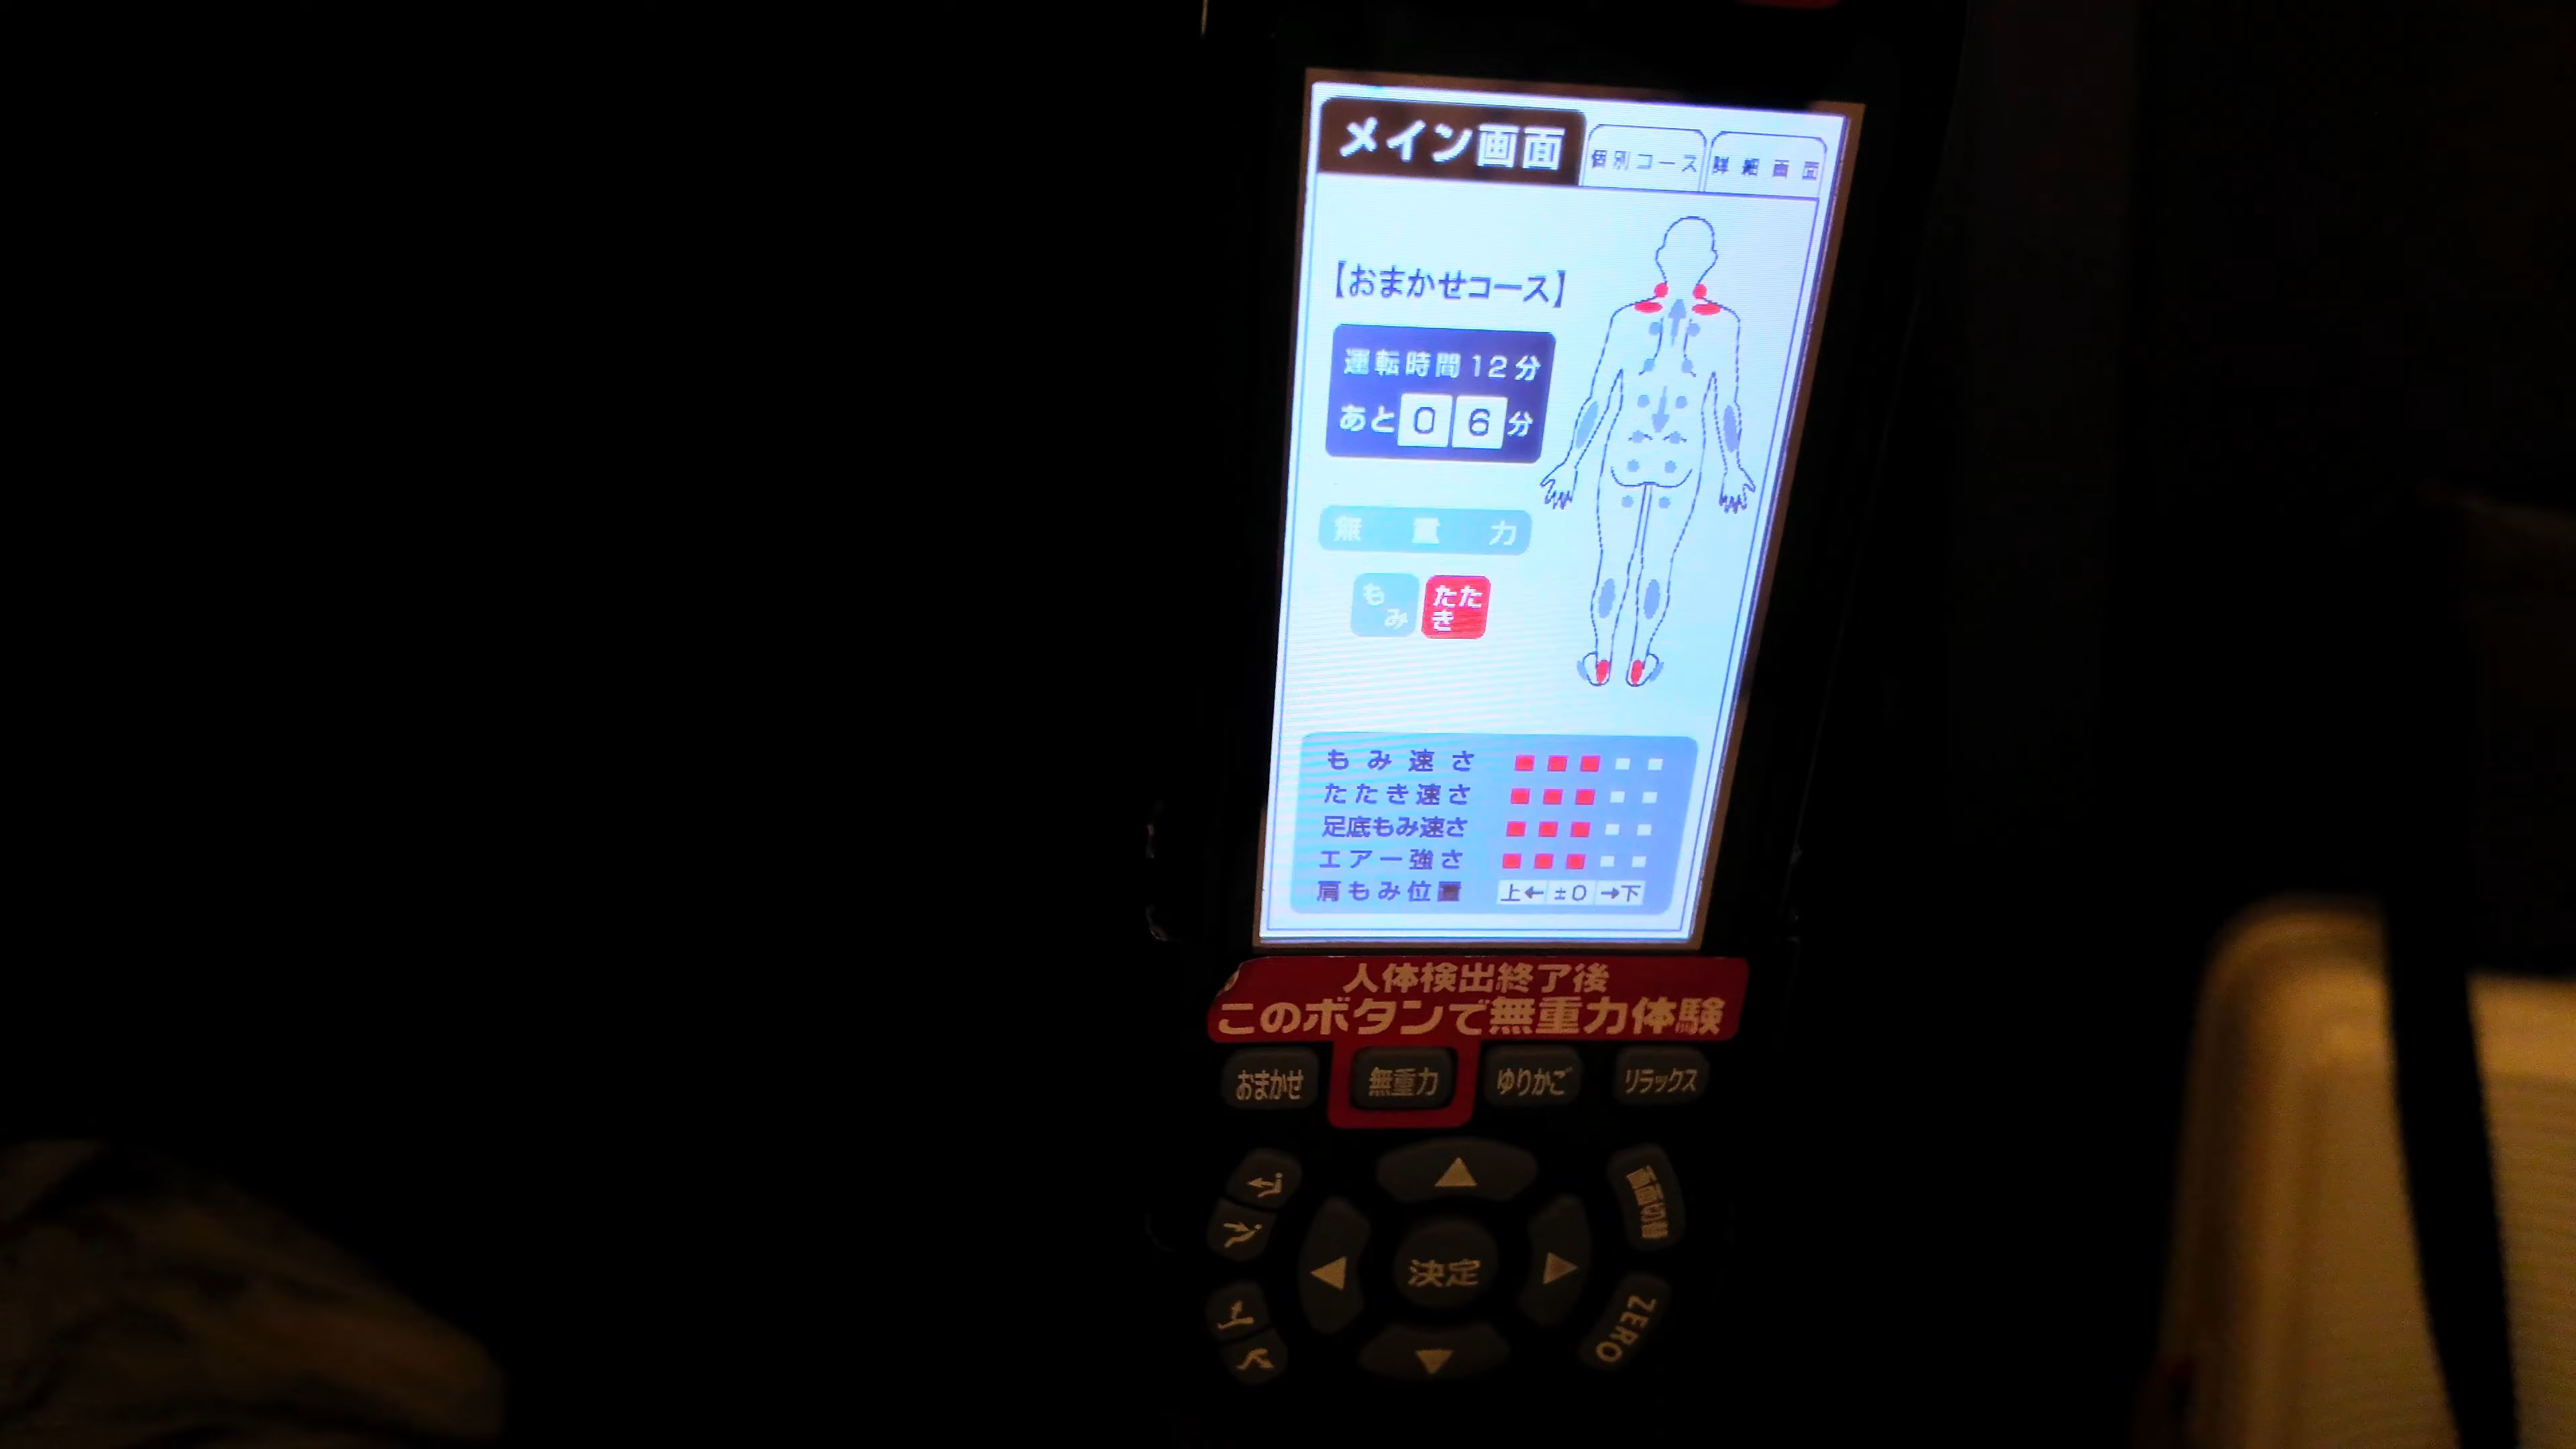 メイン画面 個別コース 詳細画面
【おまかせコース】
運転時間12分
あと06分
無重力
もみ たたき
もみ速さ
たたき速さ
足底もみ速さ
エアー強さ
肩もみ位置 上← ±0 →下
人体検出終了後
このボタンで無重力体験
おまかせ 無重力 ゆりかご リラックス
画面切替
決定
ZERO